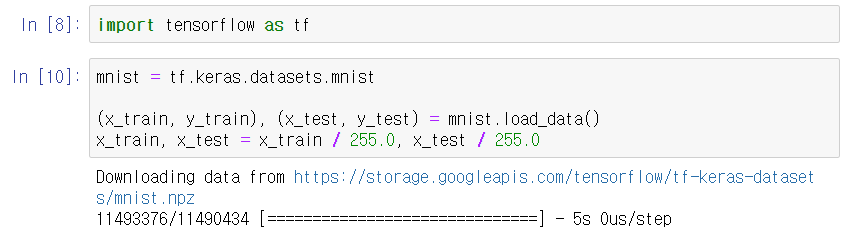 In [8]: import tensorflow as tf
In [10]: mnist = tf.keras.datasets.mnist
(x_train, y_train), (x_test, y_test) = mnist.load_data()
x_train, x_test = x_train / 255.0, x_test / 255.0
Downloading data from https://storage.googleapis.com/tensorflow/tf-keras-dataset
s/mnist.npz
11493376/11490434 [==============================] - 5s 0us/step